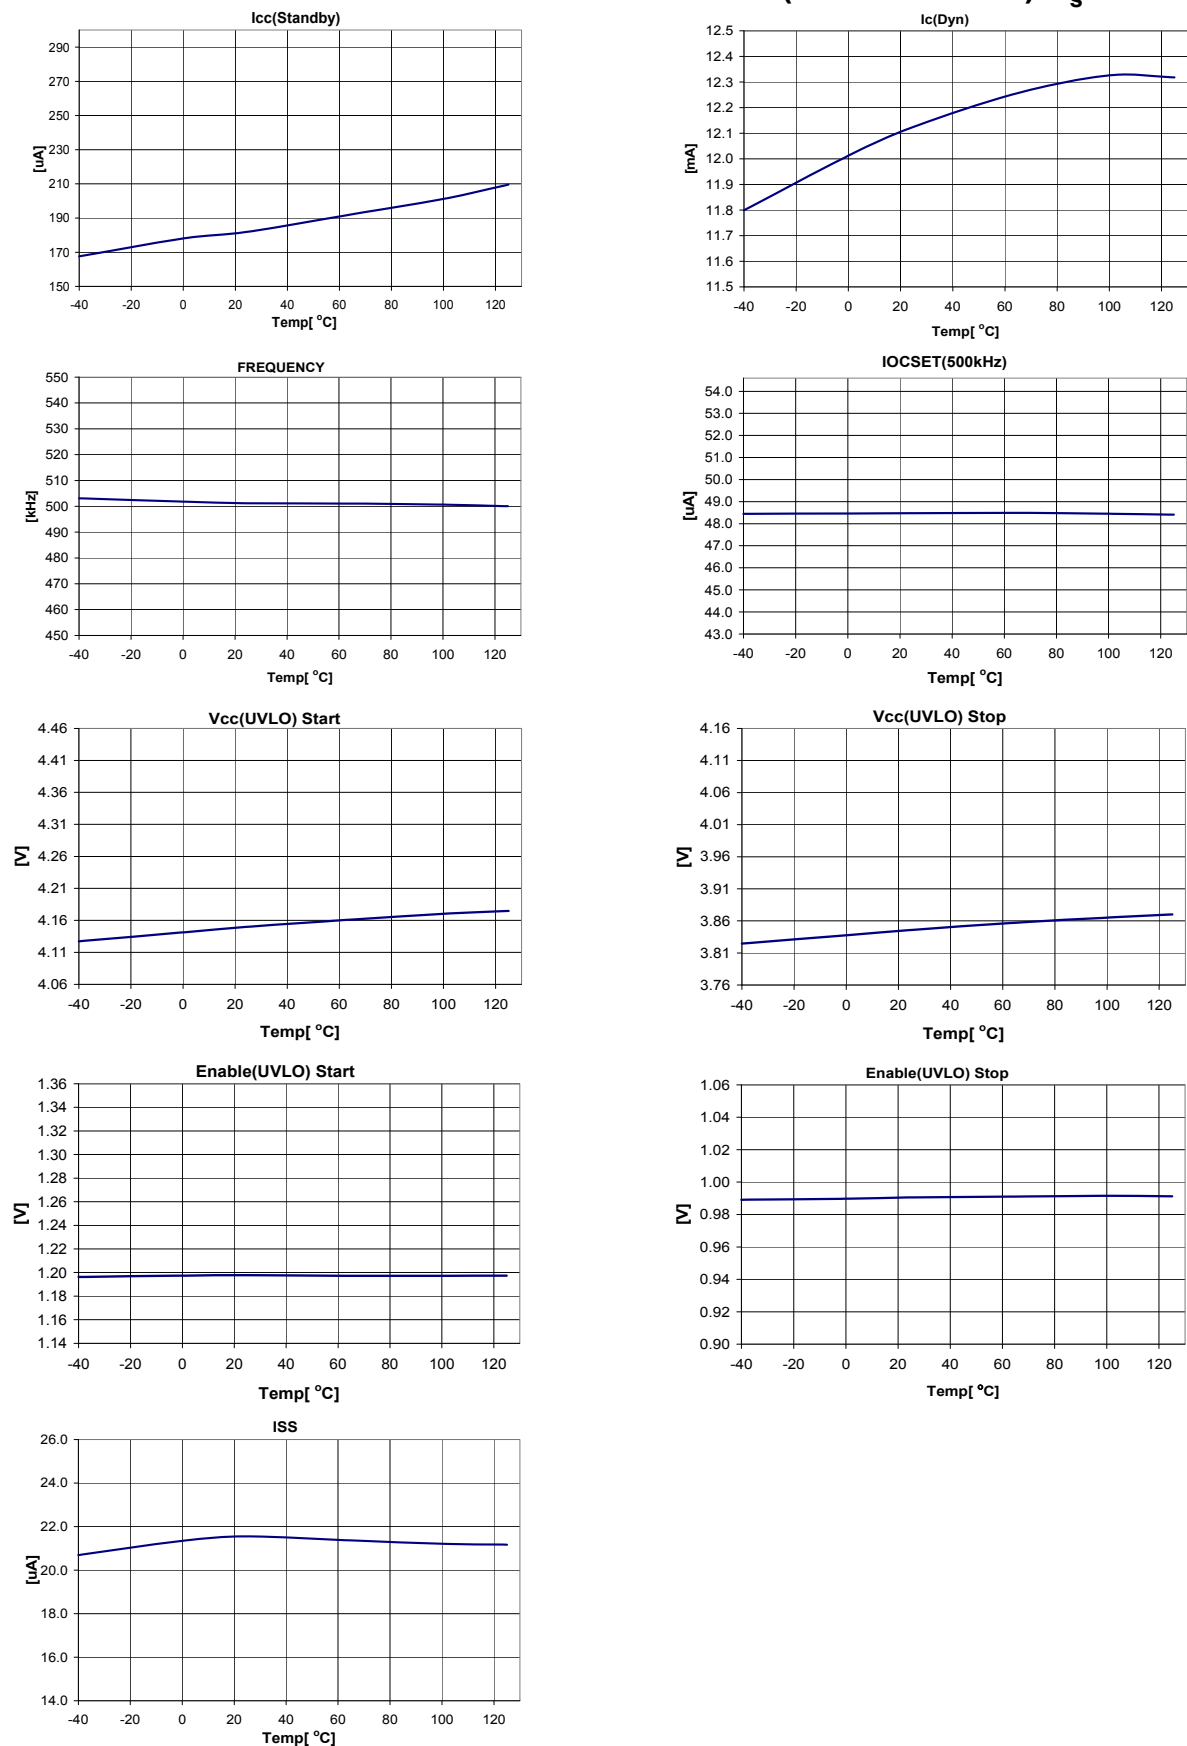 Icc(Standby)
290
270
250
230
210
190
170
150
[uA]
-40 -20 0 20 40 60 80 100 120
Temp[ °C]
Ic(Dyn)
12.5
12.4
12.3
12.2
12.1
12.0
11.9
11.8
11.7
11.6
11.5
[mA]
-40 -20 0 20 40 60 80 100 120
Temp[ °C]
FREQUENCY
550
540
530
520
510
500
490
480
470
460
450
[kHz]
-40 -20 0 20 40 60 80 100 120
Temp[ °C]
IOCSET(500kHz)
54.0
53.0
52.0
51.0
50.0
49.0
48.0
47.0
46.0
45.0
44.0
43.0
[uA]
-40 -20 0 20 40 60 80 100 120
Temp[ °C]
Vcc(UVLO) Start
4.46
4.41
4.36
4.31
4.26
4.21
4.16
4.11
4.06
[V]
-40 -20 0 20 40 60 80 100 120
Temp[ °C]
Vcc(UVLO) Stop
4.16
4.11
4.06
4.01
3.96
3.91
3.86
3.81
3.76
[V]
-40 -20 0 20 40 60 80 100 120
Temp[ °C]
Enable(UVLO) Start
1.36
1.34
1.32
1.30
1.28
1.26
1.24
1.22
1.20
1.18
1.16
1.14
[V]
-40 -20 0 20 40 60 80 100 120
Temp[ °C]
Enable(UVLO) Stop
1.06
1.04
1.02
1.00
0.98
0.96
0.94
0.92
0.90
[V]
-40 -20 0 20 40 60 80 100 120
Temp[ °C]
ISS
26.0
24.0
22.0
20.0
18.0
16.0
14.0
[uA]
-40 -20 0 20 40 60 80 100 120
Temp[ °C]